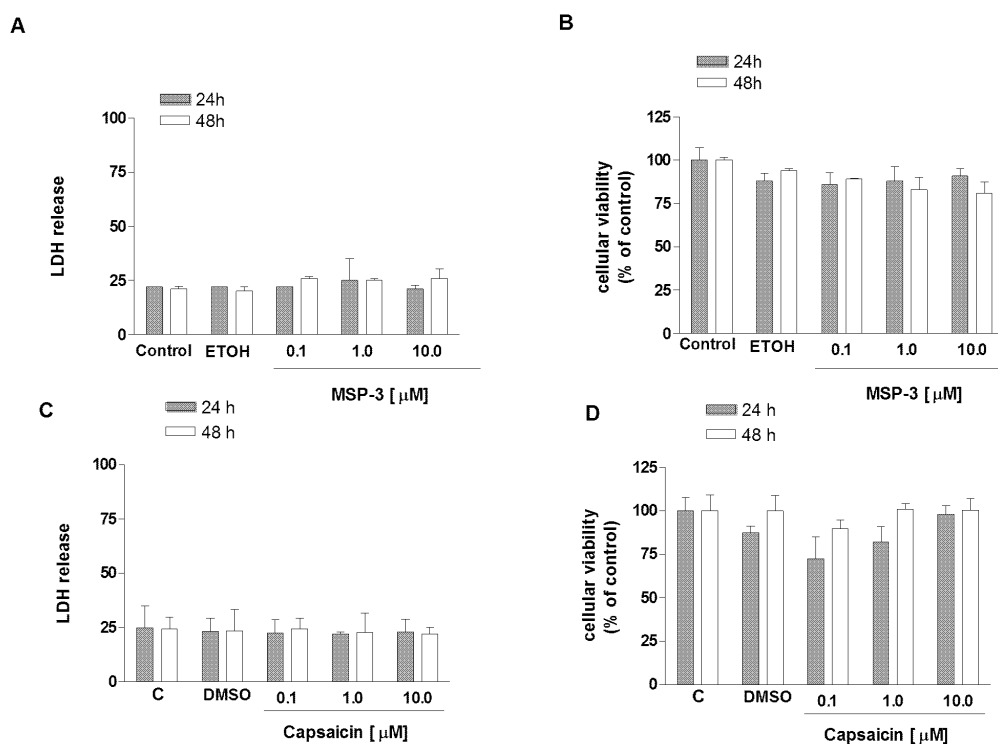 A
24h
48h
100
75
50
25
0
LDH release
Control ETOH 0.1 1.0 10.0
MSP-3 [ μM]
B
24h
48h
125
100
75
50
25
0
cellular viability
(% of control)
Control ETOH 0.1 1.0 10.0
MSP-3 [ μM]
C
24 h
48 h
100
75
50
25
0
LDH release
C DMSO 0.1 1.0 10.0
Capsaicin [ μM]
D
24 h
48 h
125
100
75
50
25
0
cellular viability
(% of control)
C DMSO 0.1 1.0 10.0
Capsaicin [ μM]